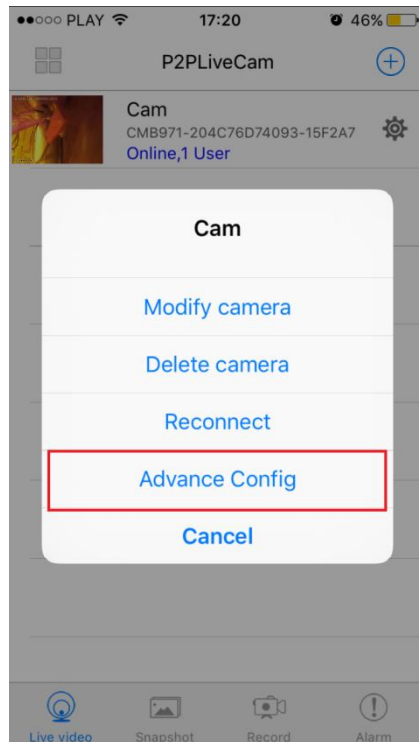 PLAY 17:20 46%
P2PLiveCam
Cam
CMB971-204C76D74093-15F2A7
Online,1 User
Cam
Modify camera
Delete camera
Reconnect
Advance Config
Cancel
Live video Snapshot Record Alarm